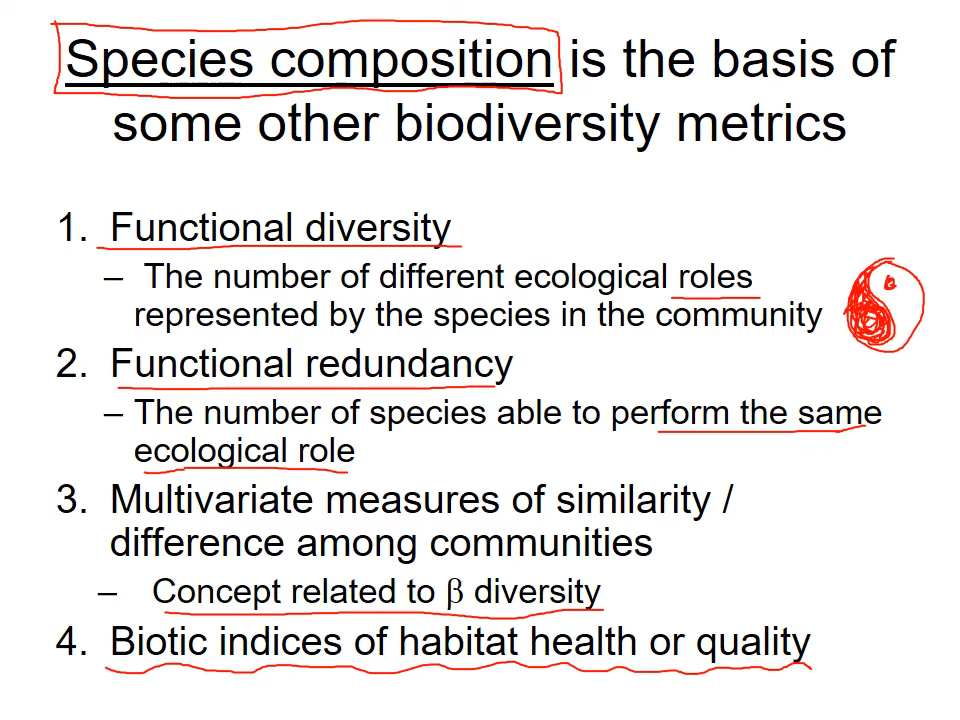 Species composition is the basis of
some other biodiversity metrics
1. Functional diversity
– The number of different ecological roles
represented by the species in the community
2. Functional redundancy
– The number of species able to perform the same
ecological role
3. Multivariate measures of similarity /
difference among communities
– Concept related to β diversity
4. Biotic indices of habitat health or quality